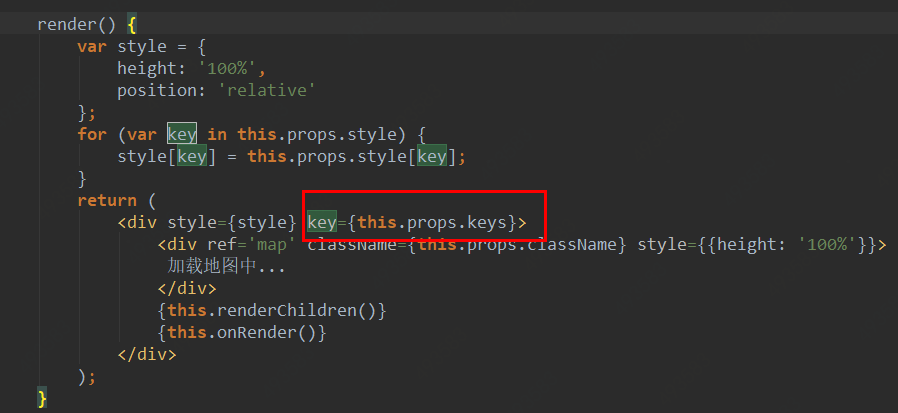 render() {
var style = {
height: '100%',
position: 'relative'
};
for (var key in this.props.style) {
style[key] = this.props.style[key];
}
return (
<div style={style} key={this.props.keys}>
<div ref='map' className={this.props.className} style={{height: '100%'}}>
加载地图中...
</div>
{this.renderChildren()}
{this.onRender()}
</div>
);
}